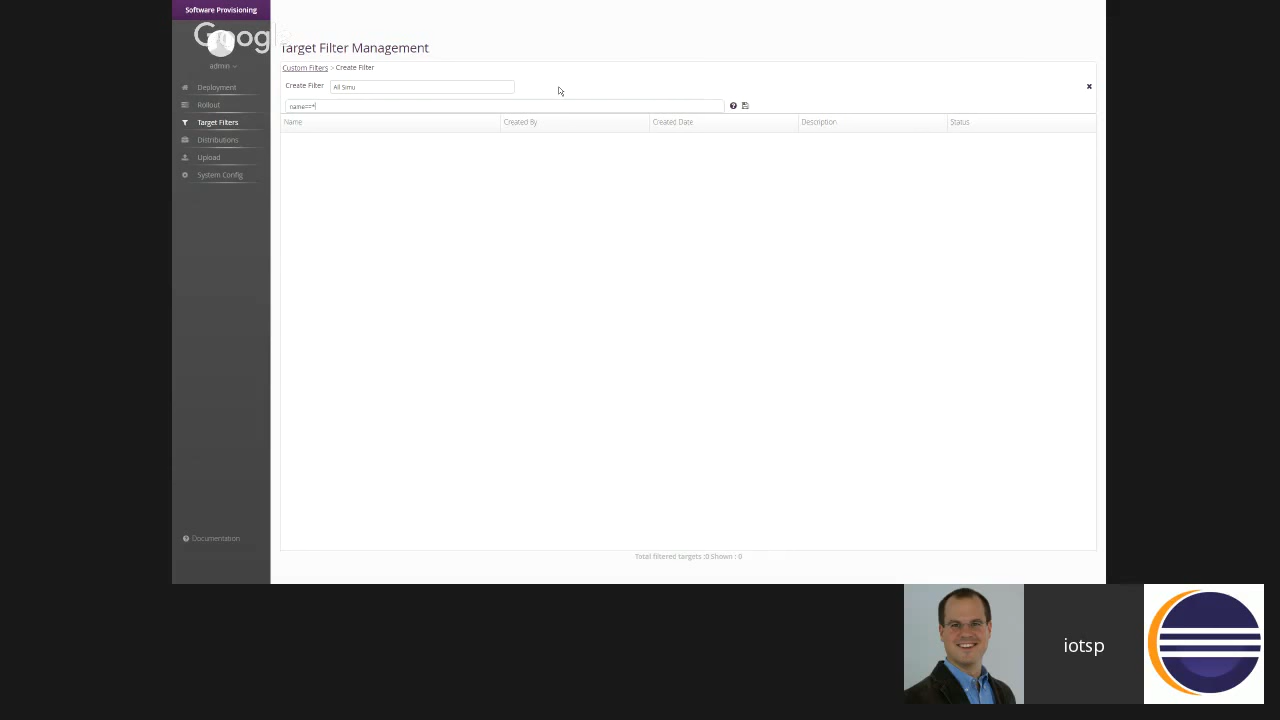 Software Provisioning
Google
Target Filter Management
admin
Custom Filters > Create Filter
Create Filter All Simu
name==*
Deployment
Rollout
Target Filters
Distributions
Upload
System Config
Name Created By Created Date Description Status
Documentation
Total filtered targets :0 Shown : 0
iotsp